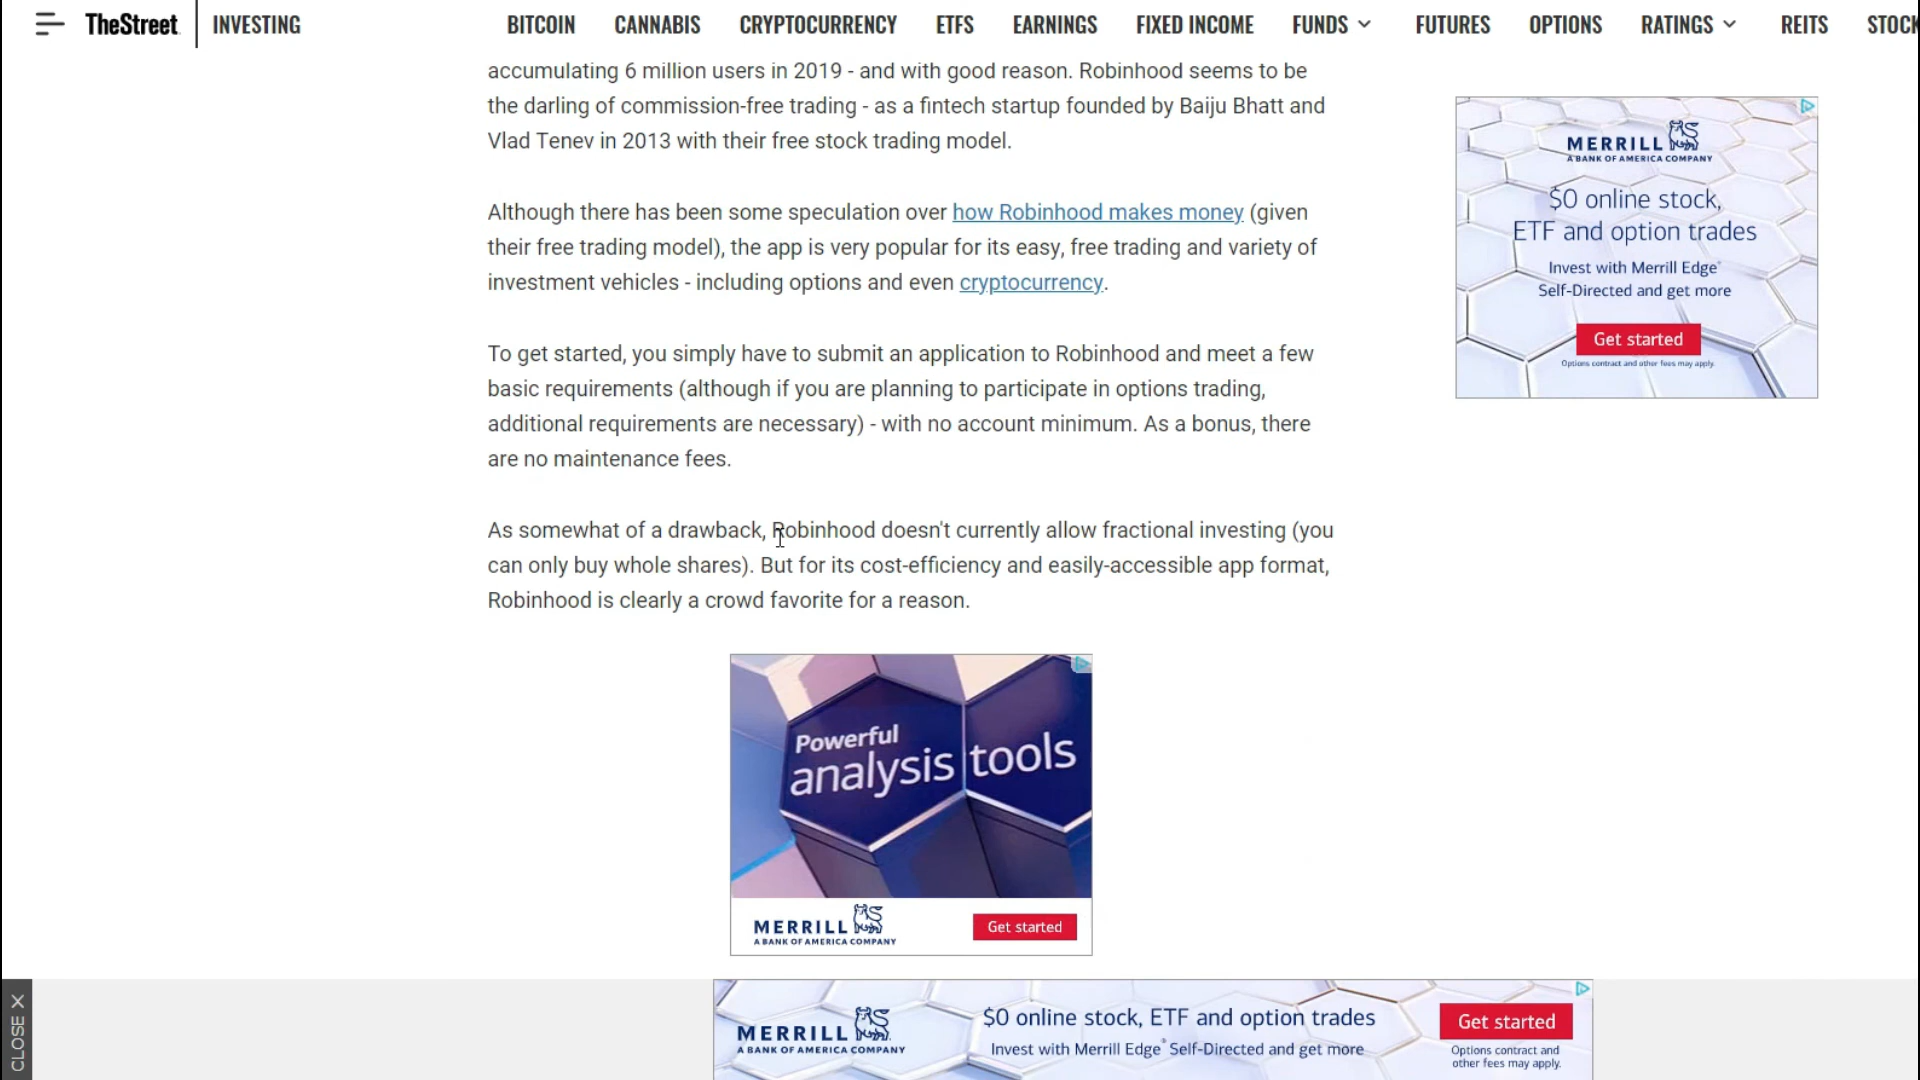 TheStreet
INVESTING
BITCOIN CANNABIS CRYPTOCURRENCY ETFS EARNINGS FIXED INCOME FUNDS FUTURES OPTIONS RATINGS REITS STOCK
accumulating 6 million users in 2019 - and with good reason. Robinhood seems to be
the darling of commission-free trading - as a fintech startup founded by Baiju Bhatt and
Vlad Tenev in 2013 with their free stock trading model.
Although there has been some speculation over how Robinhood makes money (given
their free trading model), the app is very popular for its easy, free trading and variety of
investment vehicles - including options and even cryptocurrency.
To get started, you simply have to submit an application to Robinhood and meet a few
basic requirements (although if you are planning to participate in options trading,
additional requirements are necessary) - with no account minimum. As a bonus, there
are no maintenance fees.
As somewhat of a drawback, Robinhood doesn't currently allow fractional investing (you
can only buy whole shares). But for its cost-efficiency and easily-accessible app format,
Robinhood is clearly a crowd favorite for a reason.
MERRILL
A BANK OF AMERICA COMPANY
$0 online stock,
ETF and option trades
Invest with Merrill Edge®
Self-Directed and get more
Get started
Options contract and other fees may apply.
Powerful
analysis tools
MERRILL
A BANK OF AMERICA COMPANY
Get started
CLOSE X
MERRILL
A BANK OF AMERICA COMPANY
$0 online stock, ETF and option trades
Invest with Merrill Edge® Self-Directed and get more
Get started
Options contract and
other fees may apply.